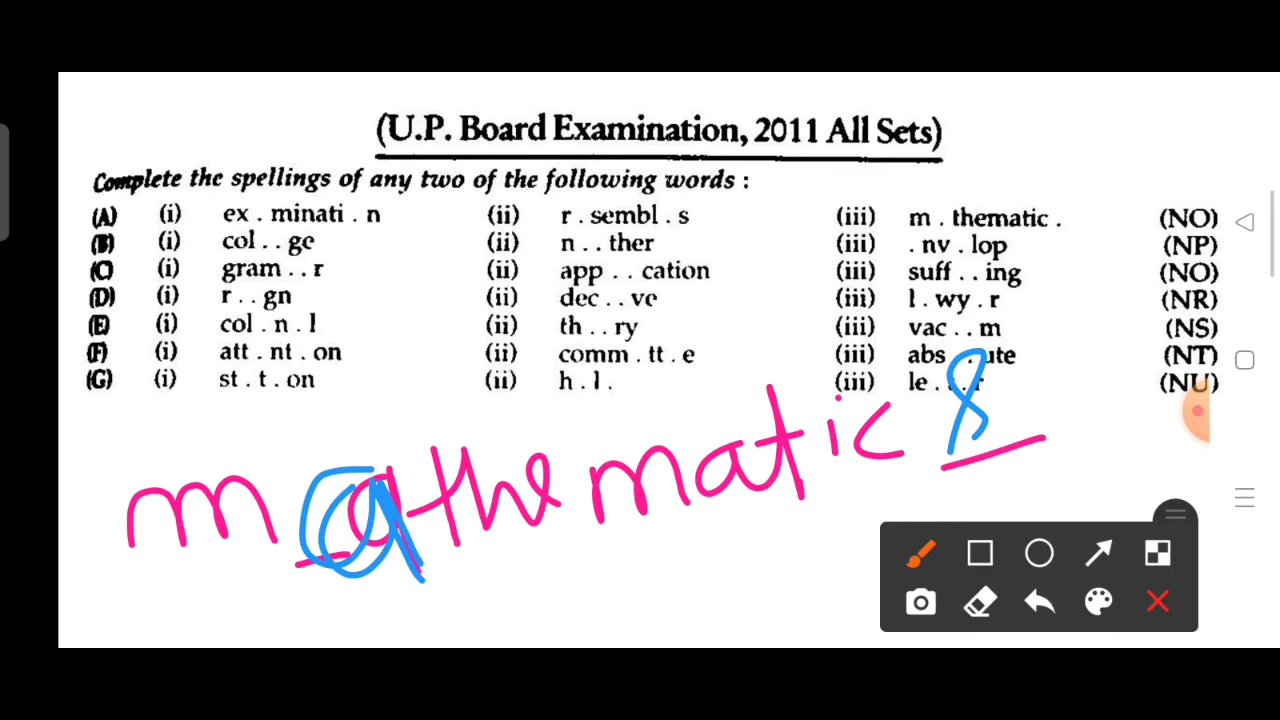 (U.P. Board Examination, 2011 All Sets)
Complete the spellings of any two of the following words :
(A) (i) ex . minati . n (ii) r . sembl . s (iii) m . thematic . (NO)
(B) (i) col . . ge (ii) n . . ther (iii) . nv . lop (NP)
(C) (i) gram . . r (ii) app . . cation (iii) suff . . ing (NO)
(D) (i) r . . gn (ii) dec . . ve (iii) l . wy . r (NR)
(E) (i) col . n . l (ii) th . . ry (iii) vac . . m (NS)
(F) (i) att . nt . on (ii) comm . tt . e (iii) abs . . ute (NT)
(G) (i) st . t . on (ii) h . l . (iii) le . t . r (NU)
mathematics